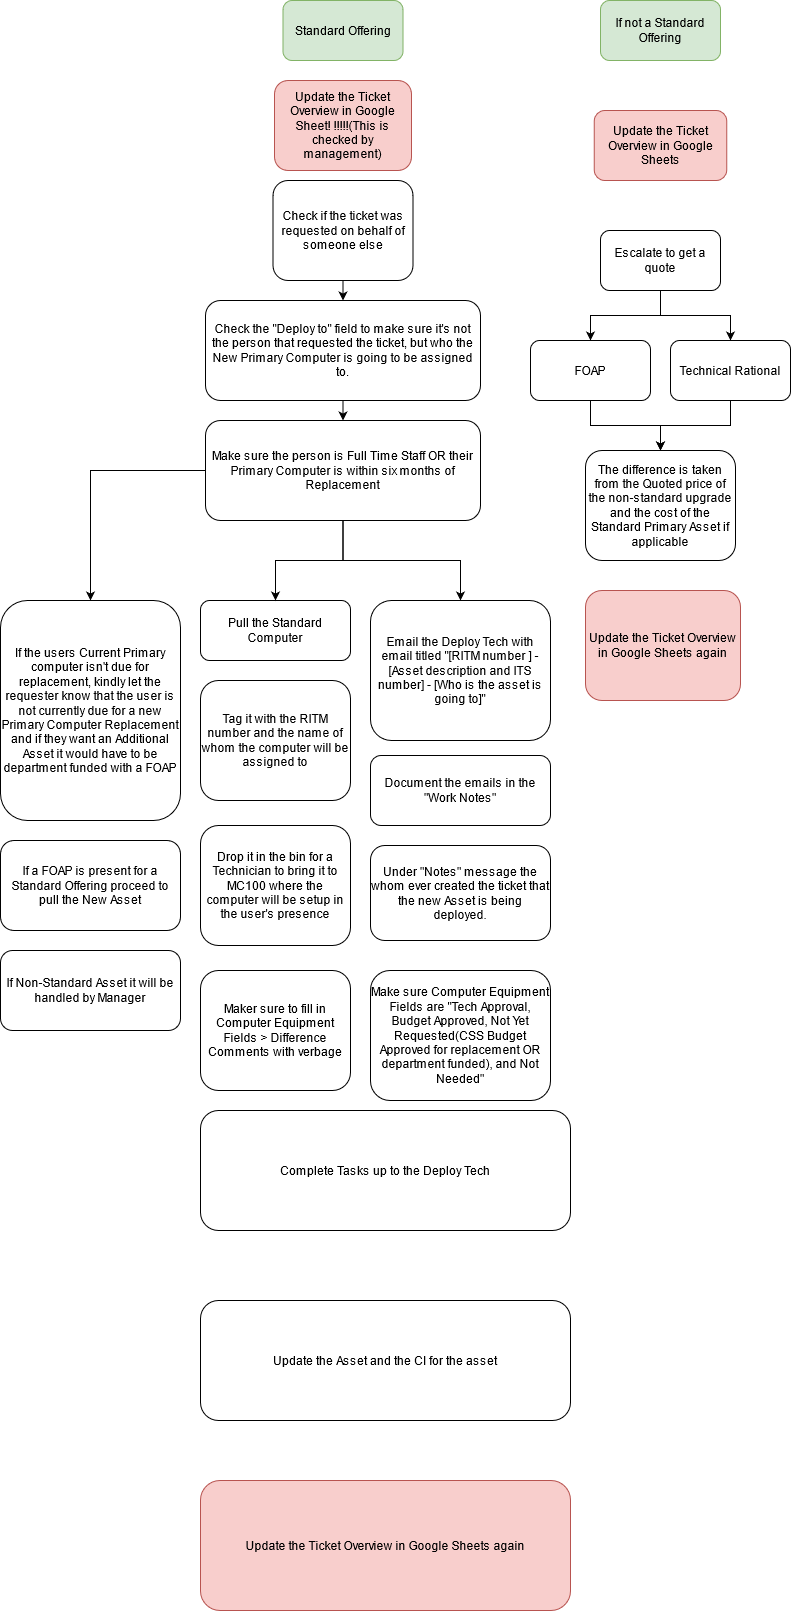 Standard Offering
Update the Ticket
Overview in Google
Sheet! !!!!!(This is
checked by
management)
Check if the ticket was
requested on behalf of
someone else
Check the "Deploy to" field to make sure it's not
the person that requested the ticket, but who the
New Primary Computer is going to be assigned
to.
Make sure the person is Full Time Staff OR their
Primary Computer is within six months of
Replacement
If the users Current Primary
computer isn't due for
replacement, kindly let the
requester know that the user is
not currently due for a new
Primary Computer Replacement
and if they want an Additional
Asset it would have to be
department funded with a FOAP
If a FOAP is present for a
Standard Offering proceed to
pull the New Asset
If Non-Standard Asset it will be
handled by Manager
Pull the Standard
Computer
Tag it with the RITM
number and the name of
whom the computer will be
assigned to
Drop it in the bin for a
Technician to bring it to
MC100 where the
computer will be setup in
the user's presence
Maker sure to fill in
Computer Equipment
Fields > Difference
Comments with verbage
Email the Deploy Tech with
email titled "[RITM number ] -
[Asset description and ITS
number] - [Who is the asset is
going to]"
Document the emails in the
"Work Notes"
Under "Notes" message the
whom ever created the ticket that
the new Asset is being
deployed.
Make sure Computer Equipment
Fields are "Tech Approval,
Budget Approved, Not Yet
Requested(CSS Budget
Approved for replacement OR
department funded), and Not
Needed"
Complete Tasks up to the Deploy Tech
Update the Asset and the CI for the asset
Update the Ticket Overview in Google Sheets again
If not a Standard
Offering
Update the Ticket
Overview in Google
Sheets
Escalate to get a
quote
FOAP
Technical Rational
The difference is taken
from the Quoted price of
the non-standard upgrade
and the cost of the
Standard Primary Asset if
applicable
Update the Ticket Overview
in Google Sheets again